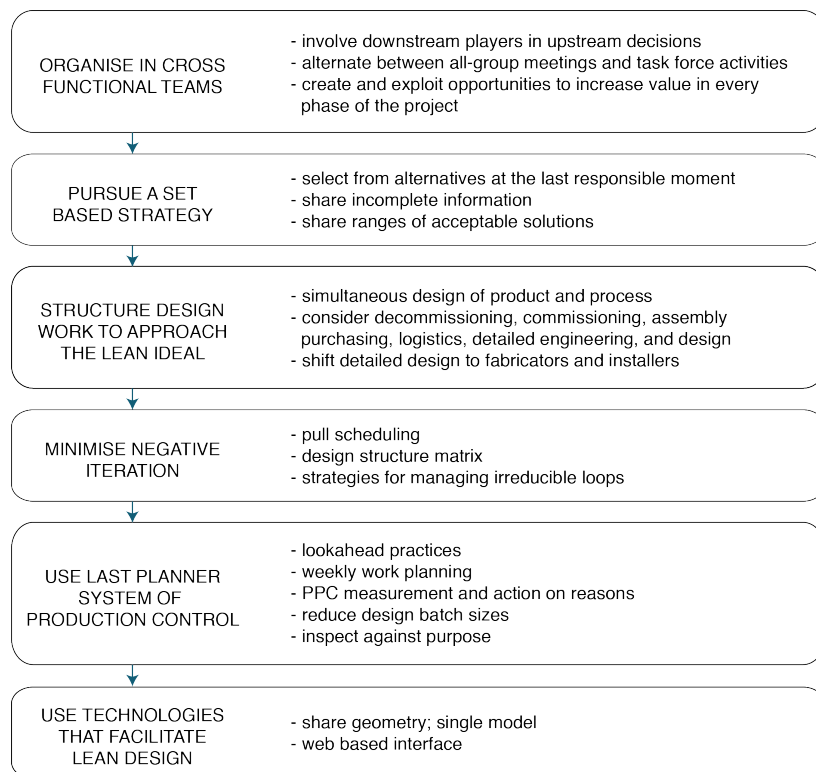 ORGANISE IN CROSS
FUNCTIONAL TEAMS
- involve downstream players in upstream decisions
- alternate between all-group meetings and task force activities
- create and exploit opportunities to increase value in every
phase of the project
PURSUE A SET
BASED STRATEGY
- select from alternatives at the last responsible moment
- share incomplete information
- share ranges of acceptable solutions
STRUCTURE DESIGN
WORK TO APPROACH
THE LEAN IDEAL
- simultaneous design of product and process
- consider decommissioning, commissioning, assembly
purchasing, logistics, detailed engineering, and design
- shift detailed design to fabricators and installers
MINIMISE NEGATIVE
ITERATION
- pull scheduling
- design structure matrix
- strategies for managing irreducible loops
USE LAST PLANNER
SYSTEM OF
PRODUCTION CONTROL
- lookahead practices
- weekly work planning
- PPC measurement and action on reasons
- reduce design batch sizes
- inspect against purpose
USE TECHNOLOGIES
THAT FACILITATE
LEAN DESIGN
- share geometry; single model
- web based interface